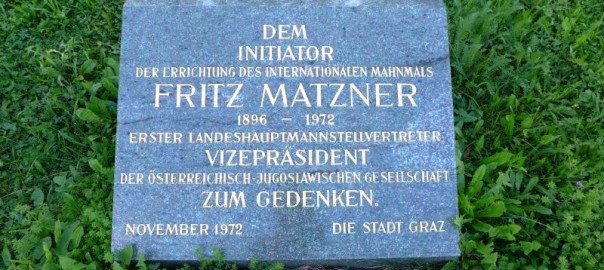 DEM
INITIATOR
DER ERRICHTUNG DES INTERNATIONALEN MAHNMALS
FRITZ MATZNER
1896 – 1972
ERSTER LANDESHAUPTMANNSTELLVERTRETER
VIZEPRÄSIDENT
DER ÖSTERREICHISCH-JUGOSLAWISCHEN GESELLSCHAFT
ZUM GEDENKEN.
NOVEMBER 1972 DIE STADT GRAZ